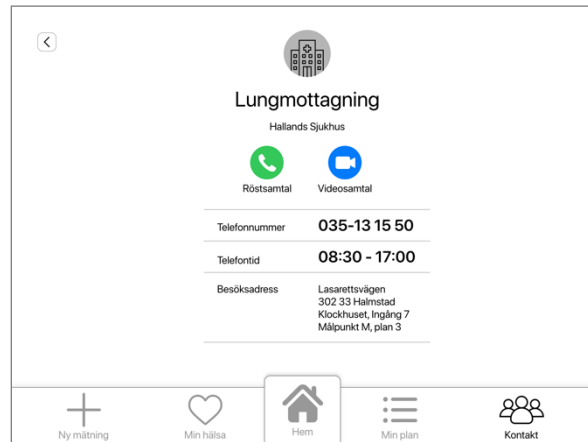 Lungmottagning
Hallands Sjukhus
Röstsamtal Videosamtal
Telefonnummer 035-13 15 50
Telefontid 08:30 - 17:00
Besöksadress Lasarettsvägen
302 33 Halmstad
Klockhuset, Ingång 7
Målpunkt M, plan 3
Ny mätning Min hälsa Hem Min plan Kontakt